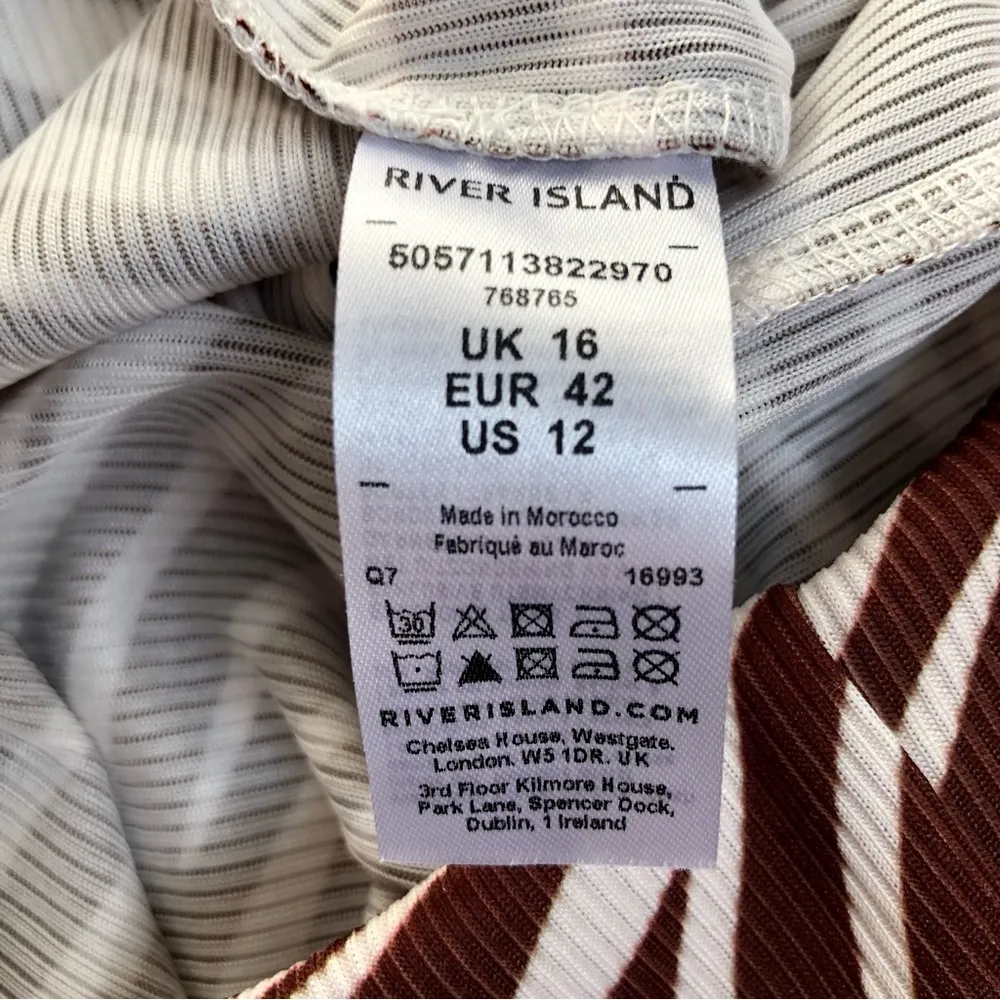 RIVER ISLAND
5057113822970
768765
UK 16
EUR 42
US 12
Made in Morocco
Fabriqué au Maroc
Q7 16993
30
RIVERISLAND.COM
Chelsea House, Westgate,
London. W5 1DR. UK
3rd Floor Kilmore House,
Park Lane, Spencer Dock,
Dublin, 1 Ireland